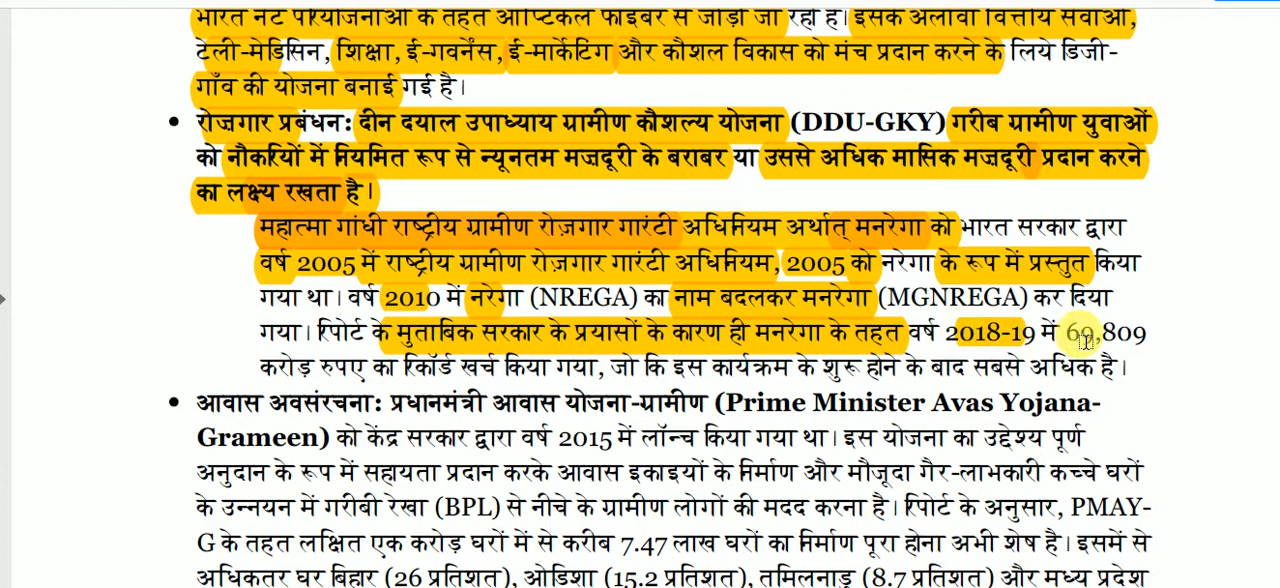 भारत नेट परियोजनाओं के तहत ऑप्टिकल फाइबर से जोड़ा जा रहा है। इसके अलावा वित्तीय सेवाओं,
टेली-मेडिसिन, शिक्षा, ई-गवर्नेंस, ई-मार्केटिंग और कौशल विकास को मंच प्रदान करने के लिये डिजी-
गाँव की योजना बनाई गई है।
• रोजगार प्रबंधन: दीन दयाल उपाध्याय ग्रामीण कौशल्य योजना (DDU-GKY) गरीब ग्रामीण युवाओं
को नौकरियों में नियमित रूप से न्यूनतम मजदूरी के बराबर या उससे अधिक मासिक मजदूरी प्रदान करने
का लक्ष्य रखता है।
महात्मा गांधी राष्ट्रीय ग्रामीण रोज़गार गारंटी अधिनियम अर्थात् मनरेगा को भारत सरकार द्वारा
वर्ष 2005 में राष्ट्रीय ग्रामीण रोज़गार गारंटी अधिनियम, 2005 को नरेगा के रूप में प्रस्तुत किया
गया था। वर्ष 2010 में नरेगा (NREGA) का नाम बदलकर मनरेगा (MGNREGA) कर दिया
गया। रिपोर्ट के मुताबिक सरकार के प्रयासों के कारण ही मनरेगा के तहत वर्ष 2018-19 में 69,809
करोड़ रुपए का रिकॉर्ड खर्च किया गया, जो कि इस कार्यक्रम के शुरू होने के बाद सबसे अधिक है।
• आवास अवसंरचना: प्रधानमंत्री आवास योजना-ग्रामीण (Prime Minister Avas Yojana-
Grameen) को केंद्र सरकार द्वारा वर्ष 2015 में लॉन्च किया गया था। इस योजना का उद्देश्य पूर्ण
अनुदान के रूप में सहायता प्रदान करके आवास इकाइयों के निर्माण और मौजूदा गैर-लाभकारी कच्चे घरों
के उन्नयन में गरीबी रेखा (BPL) से नीचे के ग्रामीण लोगों की मदद करना है। रिपोर्ट के अनुसार, PMAY-
G के तहत लक्षित एक करोड़ घरों में से करीब 7.47 लाख घरों का निर्माण पूरा होना अभी शेष है। इसमें से
अधिकतर घर बिहार (26 प्रतिशत), ओडिशा (15.2 प्रतिशत), तमिलनाडु (8.7 प्रतिशत) और मध्य प्रदेश